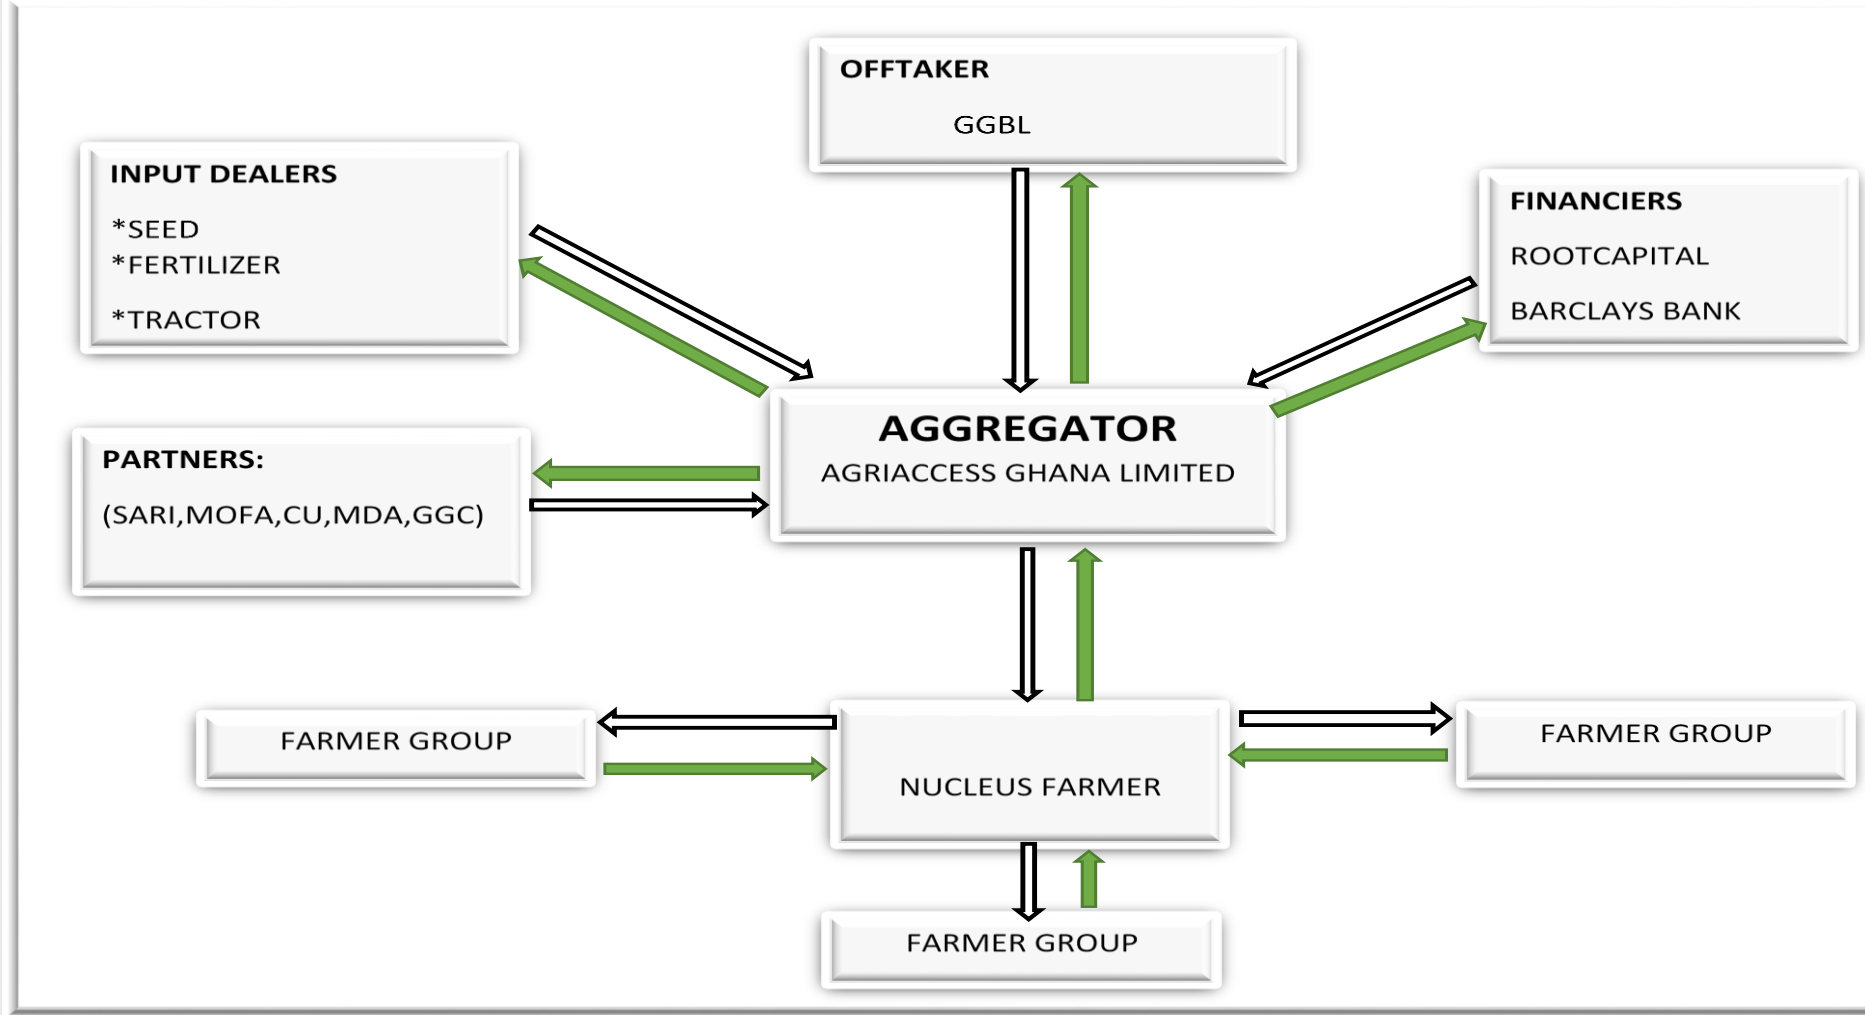 OFFTAKER
GGBL
INPUT DEALERS
*SEED
*FERTILIZER
*TRACTOR
FINANCIERS
ROOTCAPITAL
BARCLAYS BANK
AGGREGATOR
AGRIACCESS GHANA LIMITED
PARTNERS:
(SARI,MOFA,CU,MDA,GGC)
FARMER GROUP
NUCLEUS FARMER
FARMER GROUP
FARMER GROUP